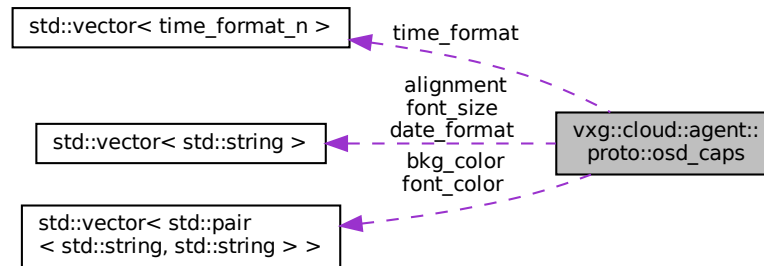 std::vector< time_format_n >
time_format
alignment
font_size
date_format
std::vector< std::string >
vxg::cloud::agent::
proto::osd_caps
bkg_color
font_color
std::vector< std::pair
< std::string, std::string > >